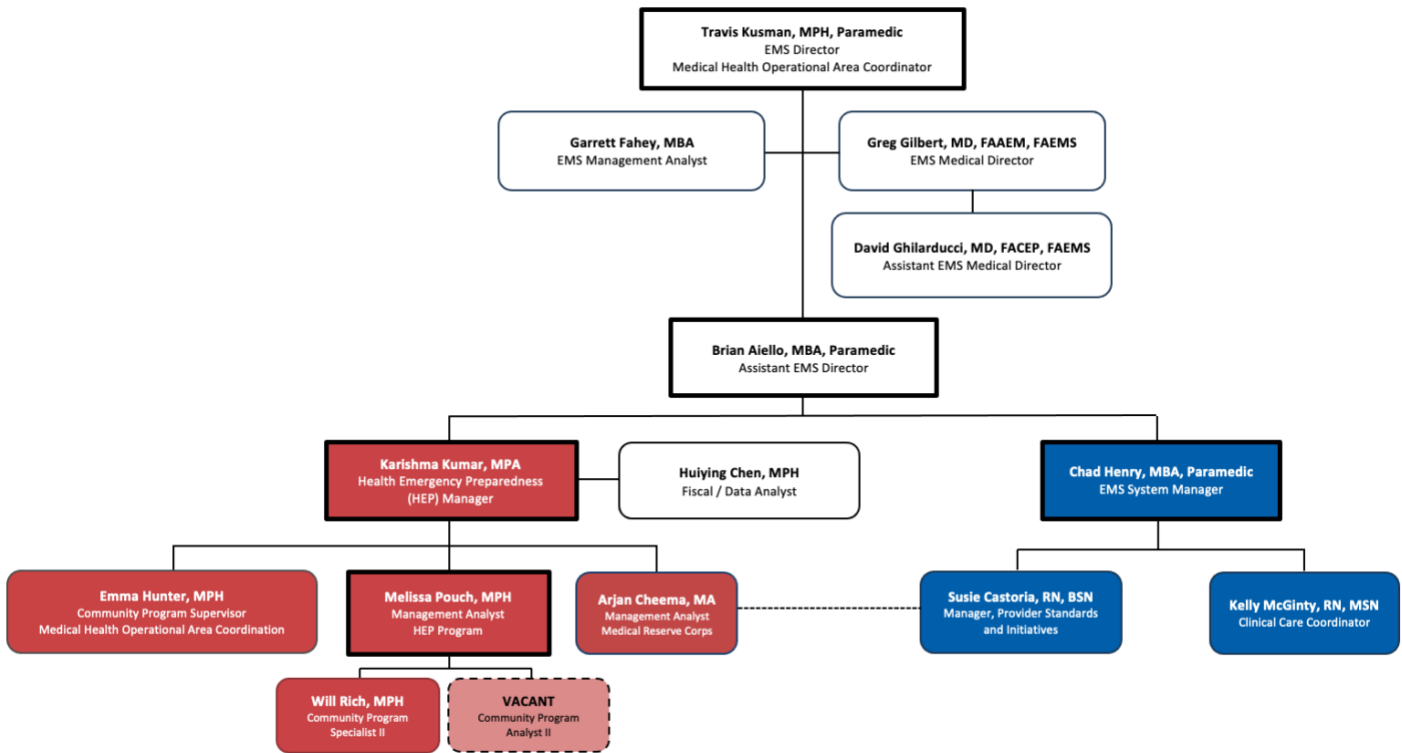 Travis Kusman, MPH, Paramedic
EMS Director
Medical Health Operational Area Coordinator
Garrett Fahey, MBA
EMS Management Analyst
Greg Gilbert, MD, FAAEM, FAEMS
EMS Medical Director
David Ghilarducci, MD, FACEP, FAEMS
Assistant EMS Medical Director
Brian Aiello, MBA, Paramedic
Assistant EMS Director
Karishma Kumar, MPA
Health Emergency Preparedness
(HEP) Manager
Huiying Chen, MPH
Fiscal / Data Analyst
Chad Henry, MBA, Paramedic
EMS System Manager
Emma Hunter, MPH
Community Program Supervisor
Medical Health Operational Area Coordination
Melissa Pouch, MPH
Management Analyst
HEP Program
Arjan Cheema, MA
Management Analyst
Medical Reserve Corps
Susie Castoria, RN, BSN
Manager, Provider Standards
and Initiatives
Kelly McGinty, RN, MSN
Clinical Care Coordinator
Will Rich, MPH
Community Program
Specialist II
VACANT
Community Program
Analyst II